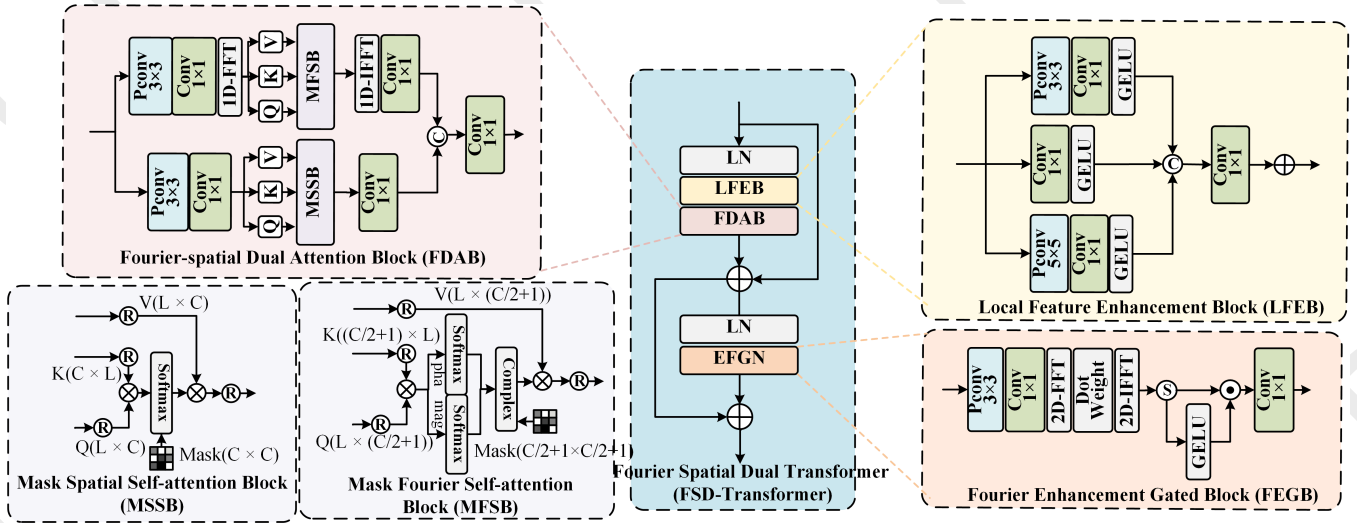 Pconv 3×3
Conv 1×1
1D-FFT
V
K
Q
MFSB
1D-IFFT
Conv 1×1
Pconv 3×3
Conv 1×1
V
K
Q
MSSB
Conv 1×1
C
Conv 1×1
Fourier-spatial Dual Attention Block (FDAB)
V(L × C)
R
K(C × L)
R
Q(L × C)
R
Softmax
R
Mask(C × C)
Mask Spatial Self-attention Block
(MSSB)
V(L × (C/2+1))
R
K((C/2+1) × L)
R
Q(L × (C/2+1))
R
pha
Softmax
mag
Softmax
Complex
R
Mask(C/2+1×C/2+1)
Mask Fourier Self-attention
Block (MFSB)
LN
LFEB
FDAB
LN
EFGN
Fourier Spatial Dual Transformer
(FSD-Transformer)
Pconv 3×3
Conv 1×1
GELU
Conv 1×1
GELU
Pconv 5×5
Conv 1×1
GELU
C
Conv 1×1
Local Feature Enhancement Block (LFEB)
Pconv 3×3
Conv 1×1
2D-FFT
Dot Weight
2D-IFFT
S
GELU
Conv 1×1
Fourier Enhancement Gated Block (FEGB)